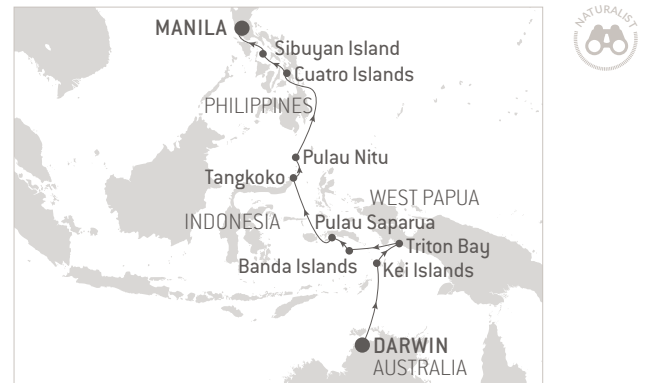 NATURALIST
MANILA
Sibuyan Island
Cuatro Islands
PHILIPPINES
Pulau Nitu
Tangkoko
WEST PAPUA
INDONESIA
Pulau Saparua
Triton Bay
Banda Islands
Kei Islands
DARWIN
AUSTRALIA